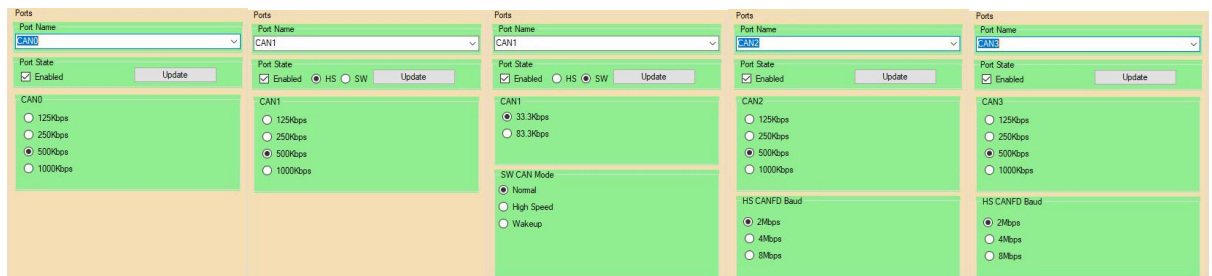 Ports
Port Name
CAN0
Port State
Enabled Update
CAN0
125Kbps
250Kbps
500Kbps
1000Kbps
Ports
Port Name
CAN1
Port State
Enabled HS SW Update
CAN1
125Kbps
250Kbps
500Kbps
1000Kbps
Ports
Port Name
CAN1
Port State
Enabled HS SW Update
CAN1
33.3Kbps
83.3Kbps
SW CAN Mode
Normal
High Speed
Wakeup
Ports
Port Name
CAN2
Port State
Enabled Update
CAN2
125Kbps
250Kbps
500Kbps
1000Kbps
HS CANFD Baud
2Mbps
4Mbps
8Mbps
Ports
Port Name
CAN3
Port State
Enabled Update
CAN3
125Kbps
250Kbps
500Kbps
1000Kbps
HS CANFD Baud
2Mbps
4Mbps
8Mbps